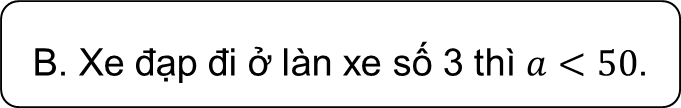 B. Xe đạp đi ở làn xe số 3 thì a < 50.